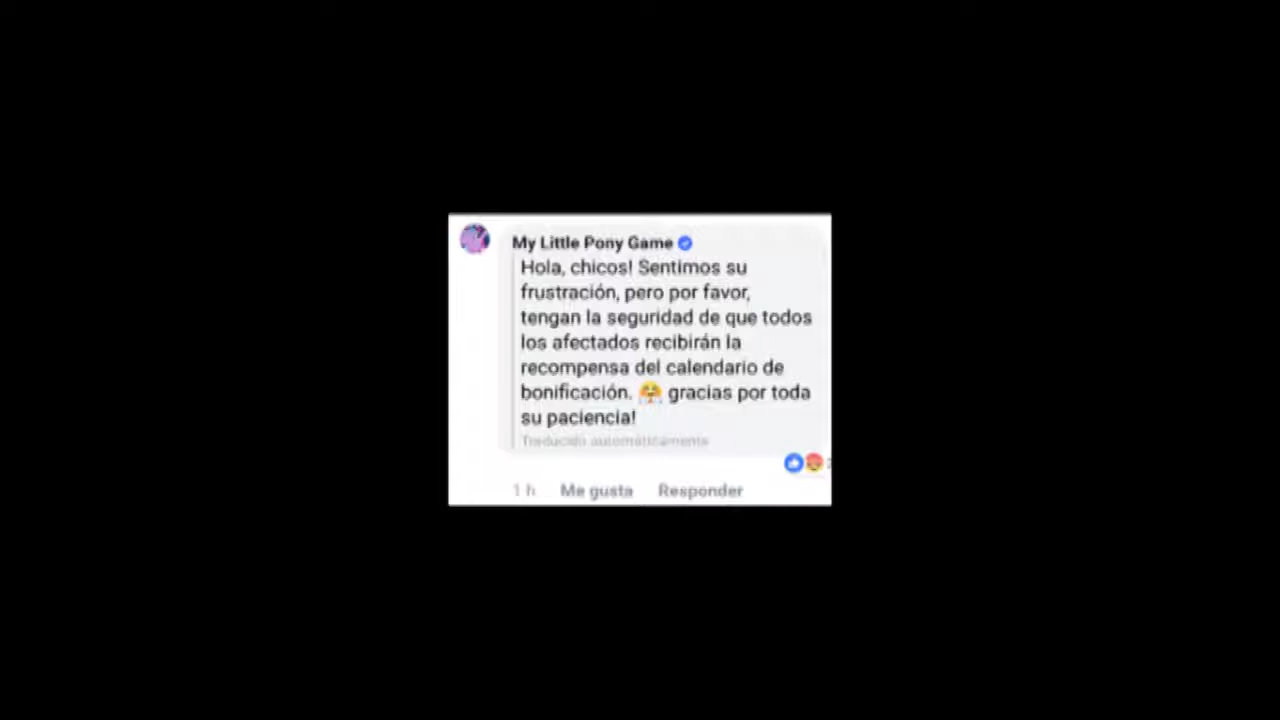 My Little Pony Game
Hola, chicos! Sentimos su
frustración, pero por favor,
tengan la seguridad de que todos
los afectados recibirán la
recompensa del calendario de
bonificación. 😤 gracias por toda
su paciencia!
Traducido automáticamente
1 h Me gusta Responder